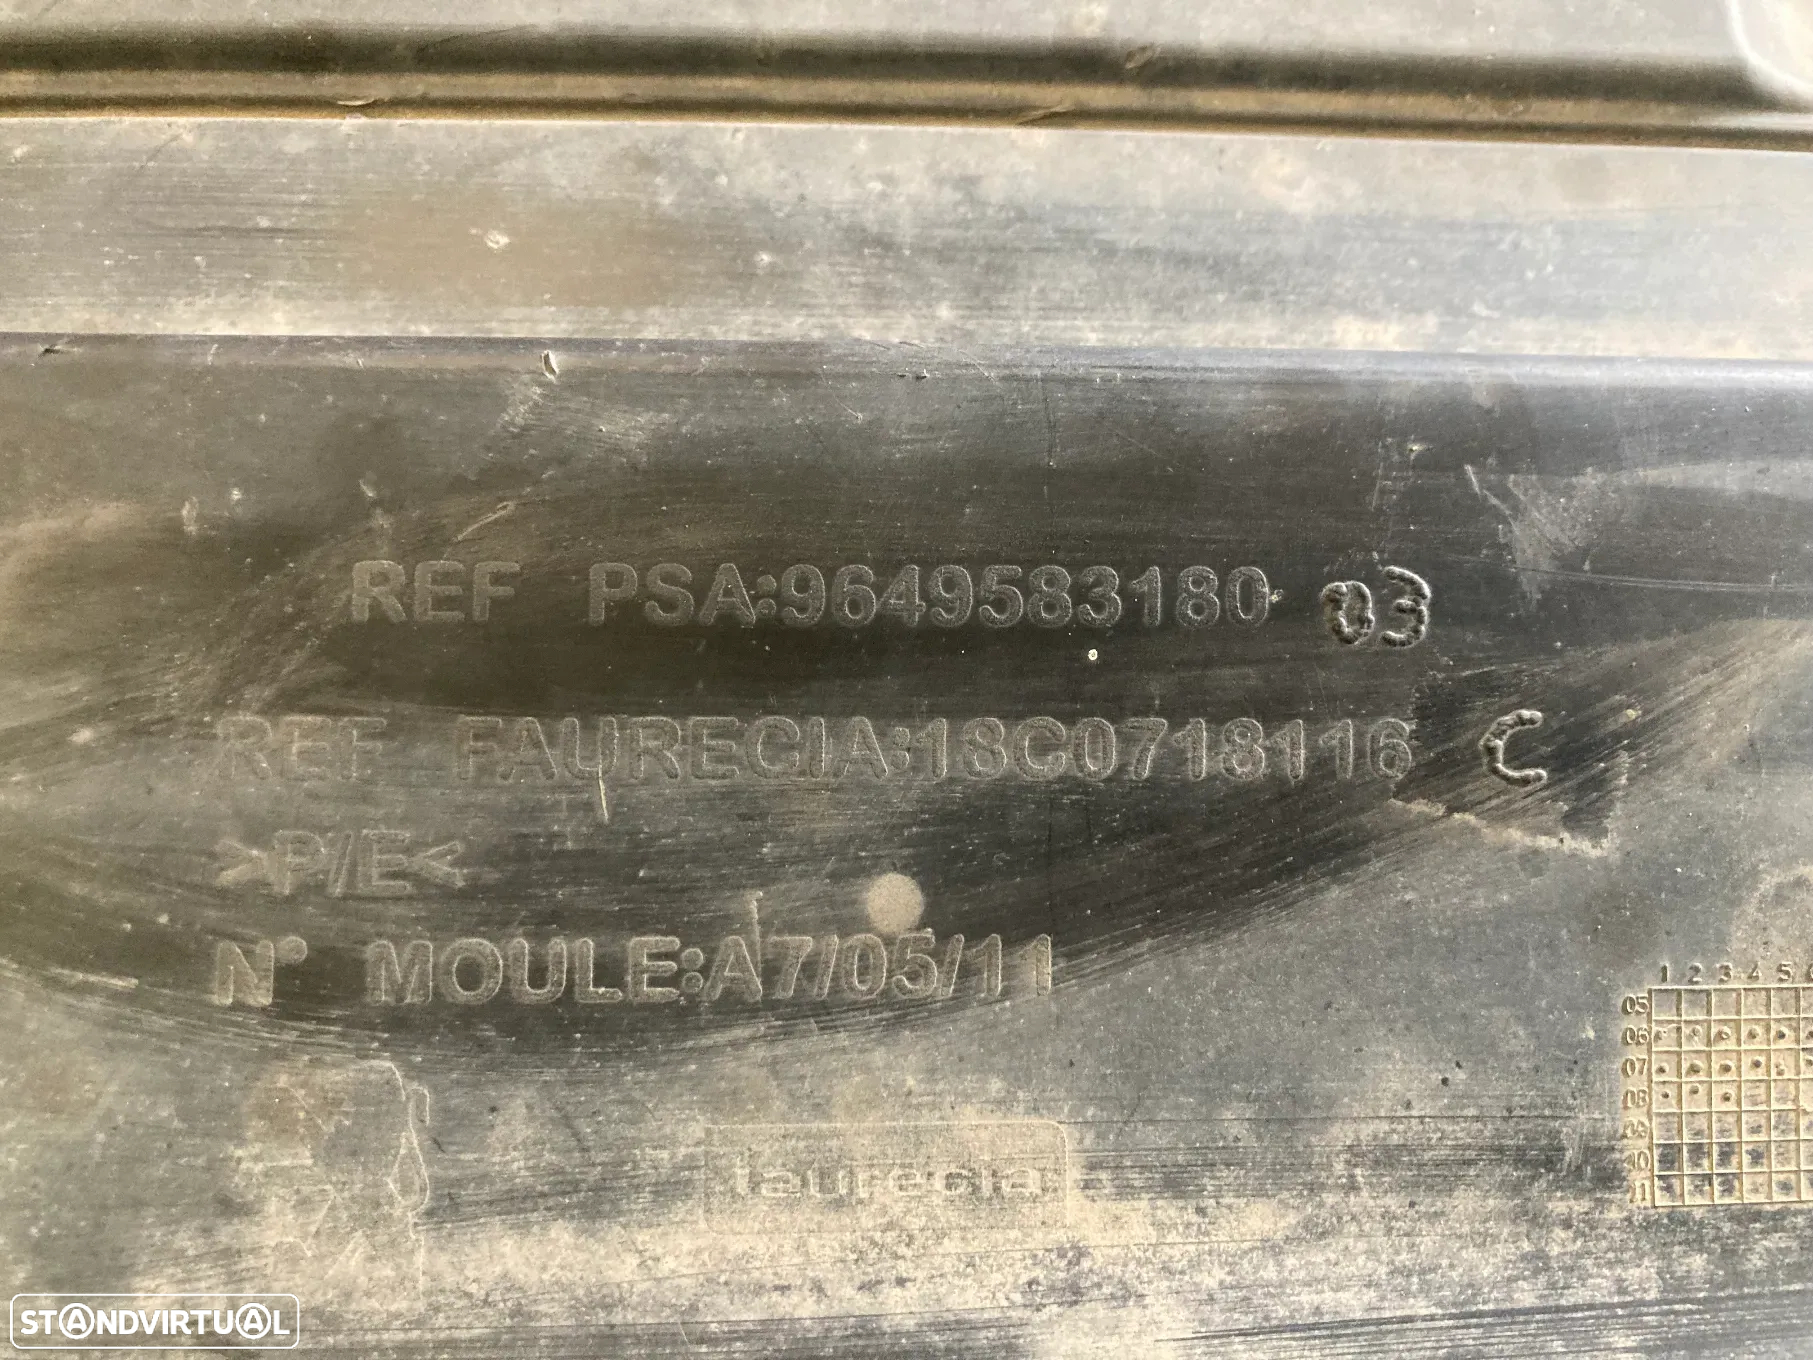 REF PSA:9649583180 03
REF FAURECIA:18C0718116 C
>P/E<
N° MOULE:A7/05/11
1 2 3 4 5 6
05
06
07
08
09
10
11
faurecia
STANDVIRTUAL